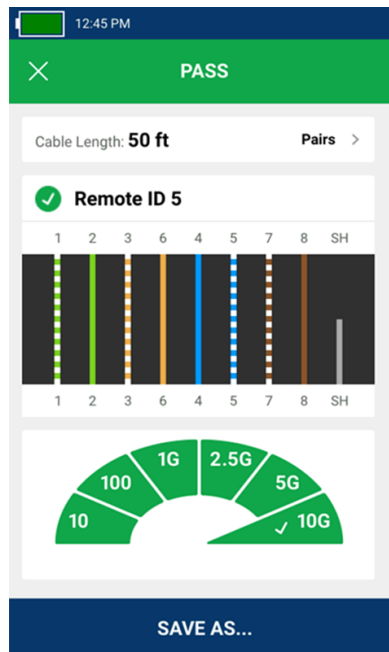 12:45 PM
PASS
Cable Length: 50 ft Pairs >
Remote ID 5
1 2 3 6 4 5 7 8 SH
1 2 3 6 4 5 7 8 SH
10 100 1G 2.5G 5G 10G
SAVE AS...